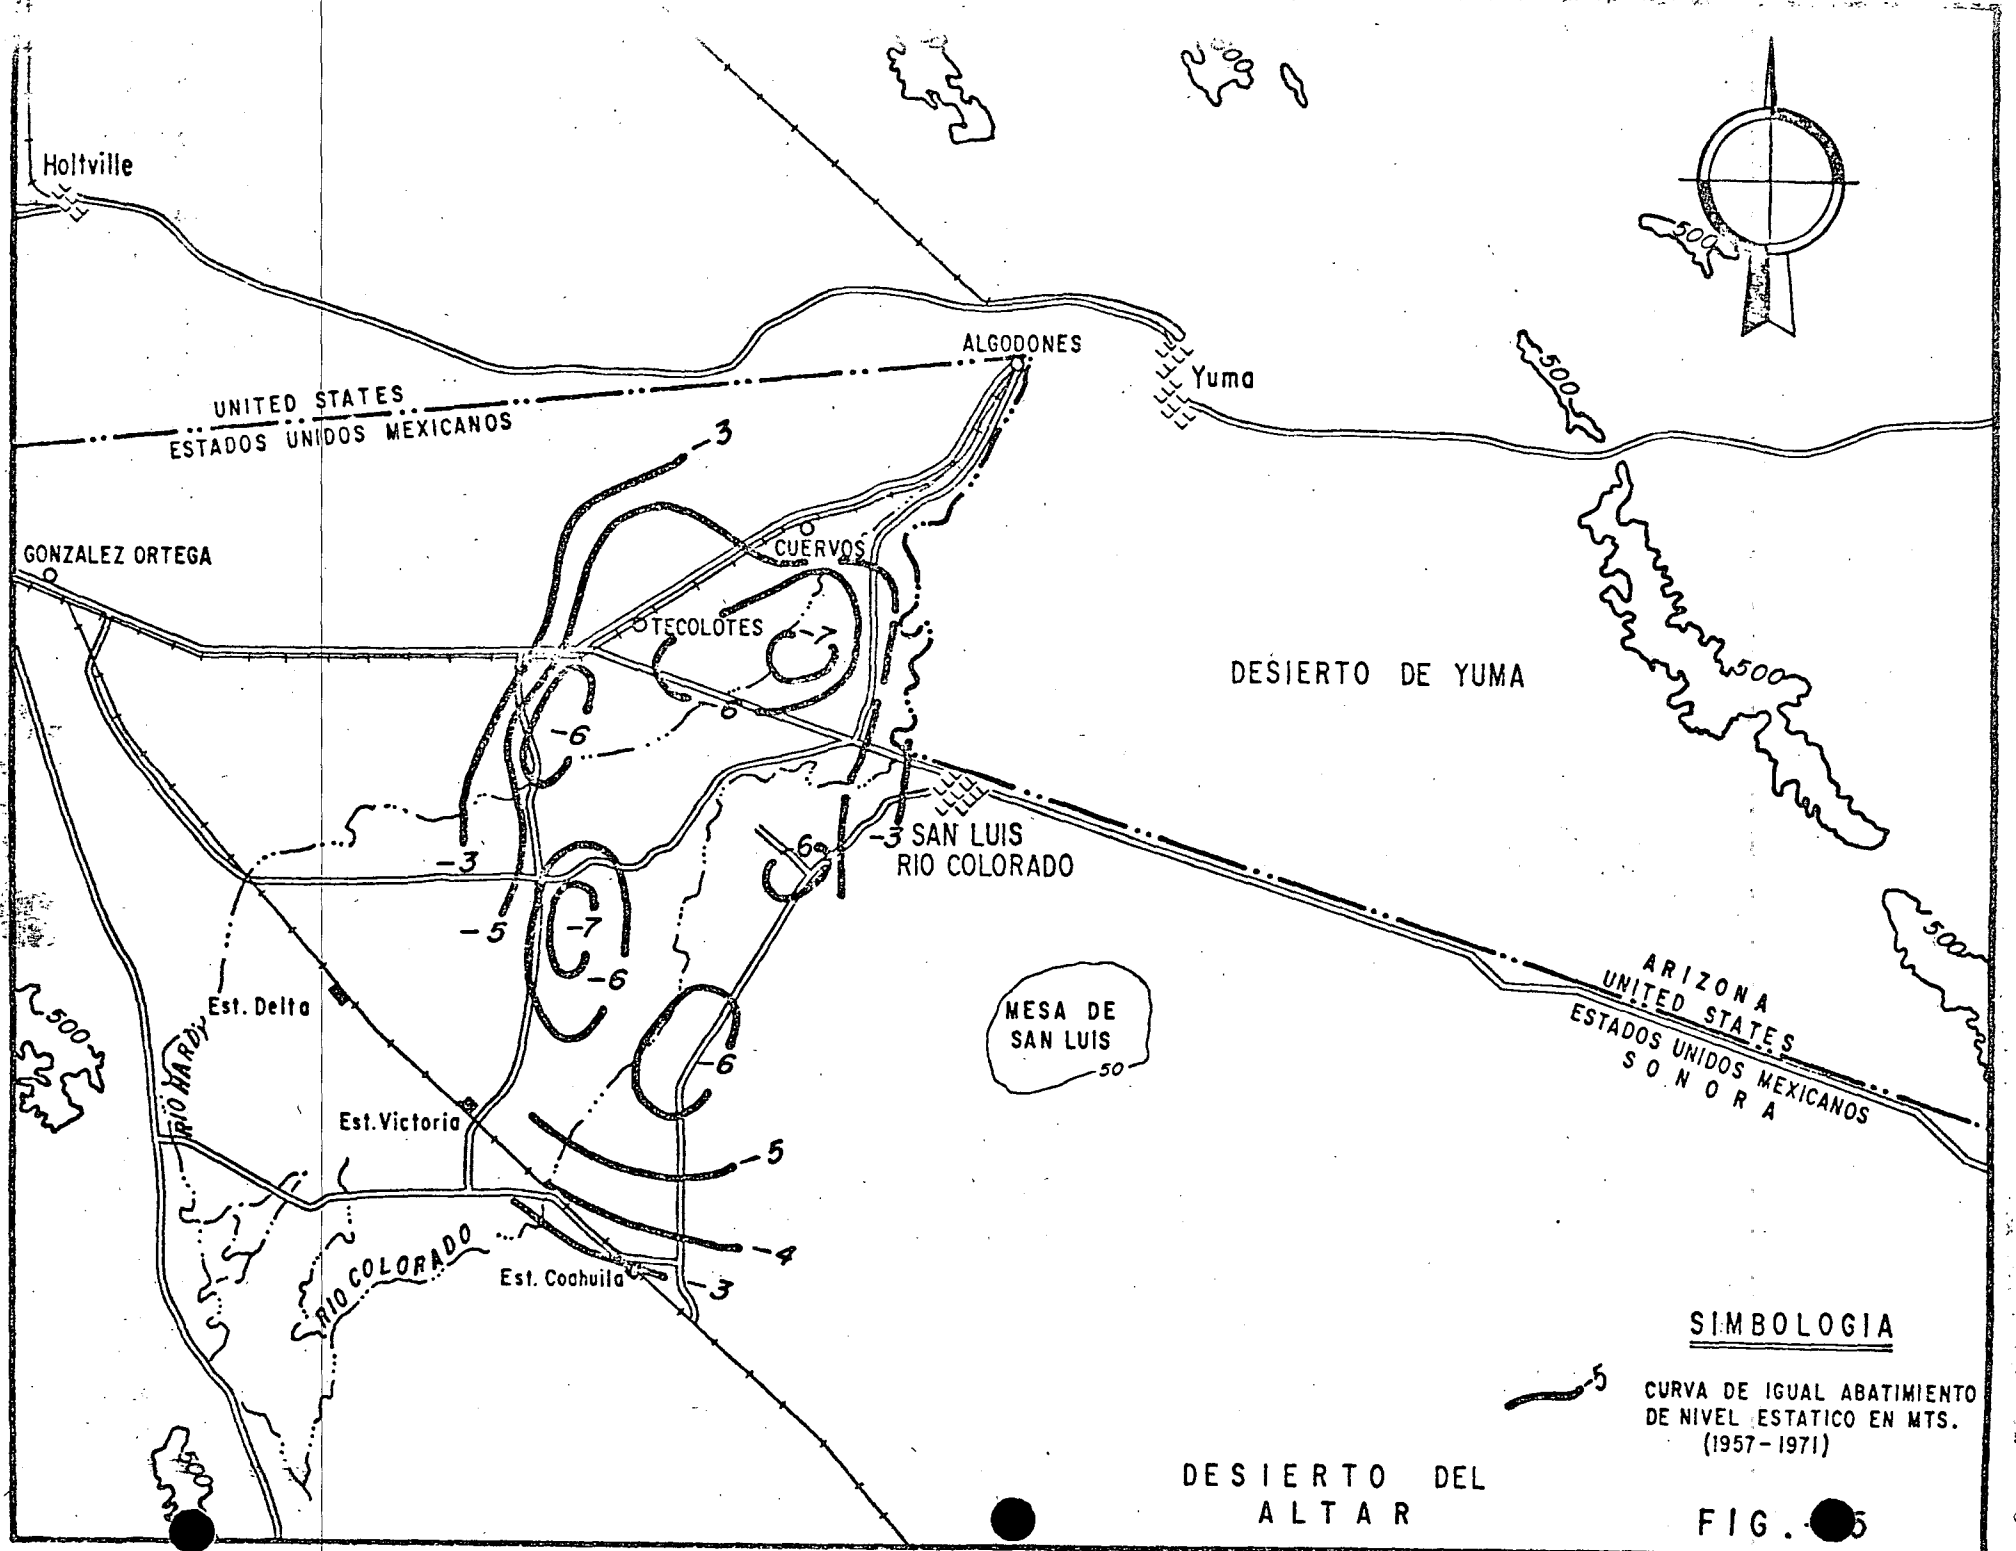 500
Holtville
500
ALGODONES
500
Yuma
UNITED STATES
ESTADOS UNIDOS MEXICANOS
-3
GONZALEZ ORTEGA
CUERVOS
TECOLOTES
-7
DESIERTO DE YUMA
500
-6
-6
-3
6
-3
SAN LUIS
RIO COLORADO
-5
-7
-6
500
ARIZONA
UNITED STATES
ESTADOS UNIDOS MEXICANOS
SONORA
Est. Delta
500
MESA DE
SAN LUIS
50
RIO HARDY
-6
Est. Victoria
-5
RIO COLORADO
-4
Est. Coahuila
-3
SIMBOLOGIA
-5
CURVA DE IGUAL ABATIMIENTO
DE NIVEL ESTATICO EN MTS.
(1957-1971)
500
DESIERTO DEL
ALTAR
FIG.